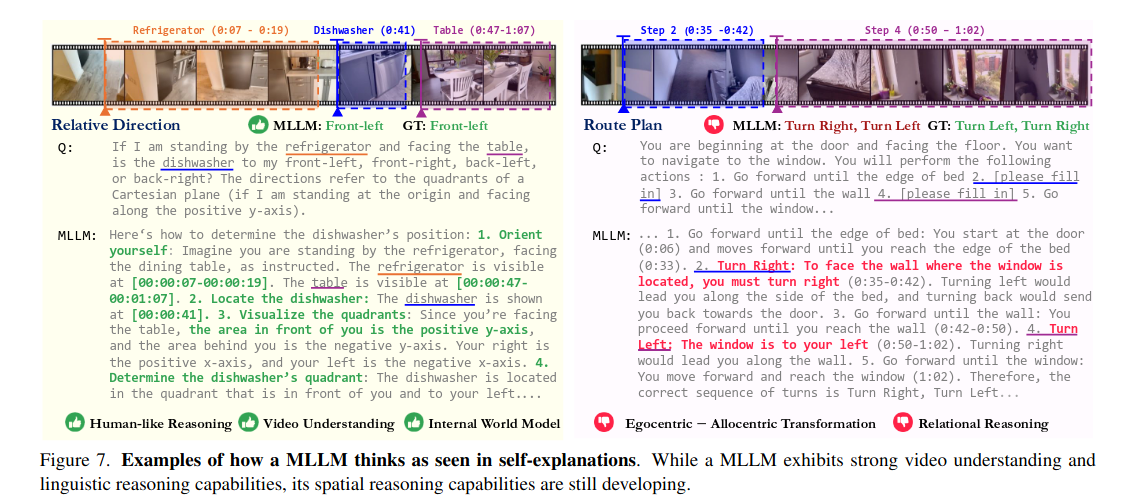 Refrigerator (0:07 - 0:19)
Dishwasher (0:41)
Table (0:47-1:07)
Relative Direction
MLLM: Front-left GT: Front-left
Q: If I am standing by the refrigerator and facing the table,
is the dishwasher to my front-left, front-right, back-left,
or back-right? The directions refer to the quadrants of a
Cartesian plane (if I am standing at the origin and facing
along the positive y-axis).
MLLM: Here's how to determine the dishwasher's position: 1. Orient
yourself: Imagine you are standing by the refrigerator, facing
the dining table, as instructed. The refrigerator is visible
at [00:00:07-00:00:19]. The table is visible at [00:00:47-
00:01:07]. 2. Locate the dishwasher: The dishwasher is shown
at [00:00:41]. 3. Visualize the quadrants: Since you're facing
the table, the area in front of you is the positive y-axis,
and the area behind you is the negative y-axis. Your right is
the positive x-axis, and your left is the negative x-axis. 4.
Determine the dishwasher's quadrant: The dishwasher is located
in the quadrant that is in front of you and to your left....
Human-like Reasoning
Video Understanding
Internal World Model
Step 2 (0:35 -0:42)
Step 4 (0:50 - 1:02)
Route Plan
MLLM: Turn Right, Turn Left GT: Turn Left, Turn Right
Q: You are beginning at the door and facing the floor. You want
to navigate to the window. You will perform the following
actions : 1. Go forward until the edge of bed 2. [please fill
in] 3. Go forward until the wall 4. [please fill in] 5. Go
forward until the window...
MLLM: ... 1. Go forward until the edge of bed: You start at the door
(0:06) and moves forward until you reach the edge of the bed
(0:33). 2. Turn Right: To face the wall where the window is
located, you must turn right (0:35-0:42). Turning left would
lead you along the side of the bed, and turning back would send
you back towards the door. 3. Go forward until the wall: You
proceed forward until you reach the wall (0:42-0:50). 4. Turn
Left: The window is to your left (0:50-1:02). Turning right
would lead you along the wall. 5. Go forward until the window:
You move forward and reach the window (1:02). Therefore, the
correct sequence of turns is Turn Right, Turn Left...
Egocentric – Allocentric Transformation
Relational Reasoning
Figure 7. Examples of how a MLLM thinks as seen in self-explanations. While a MLLM exhibits strong video understanding and
linguistic reasoning capabilities, its spatial reasoning capabilities are still developing.